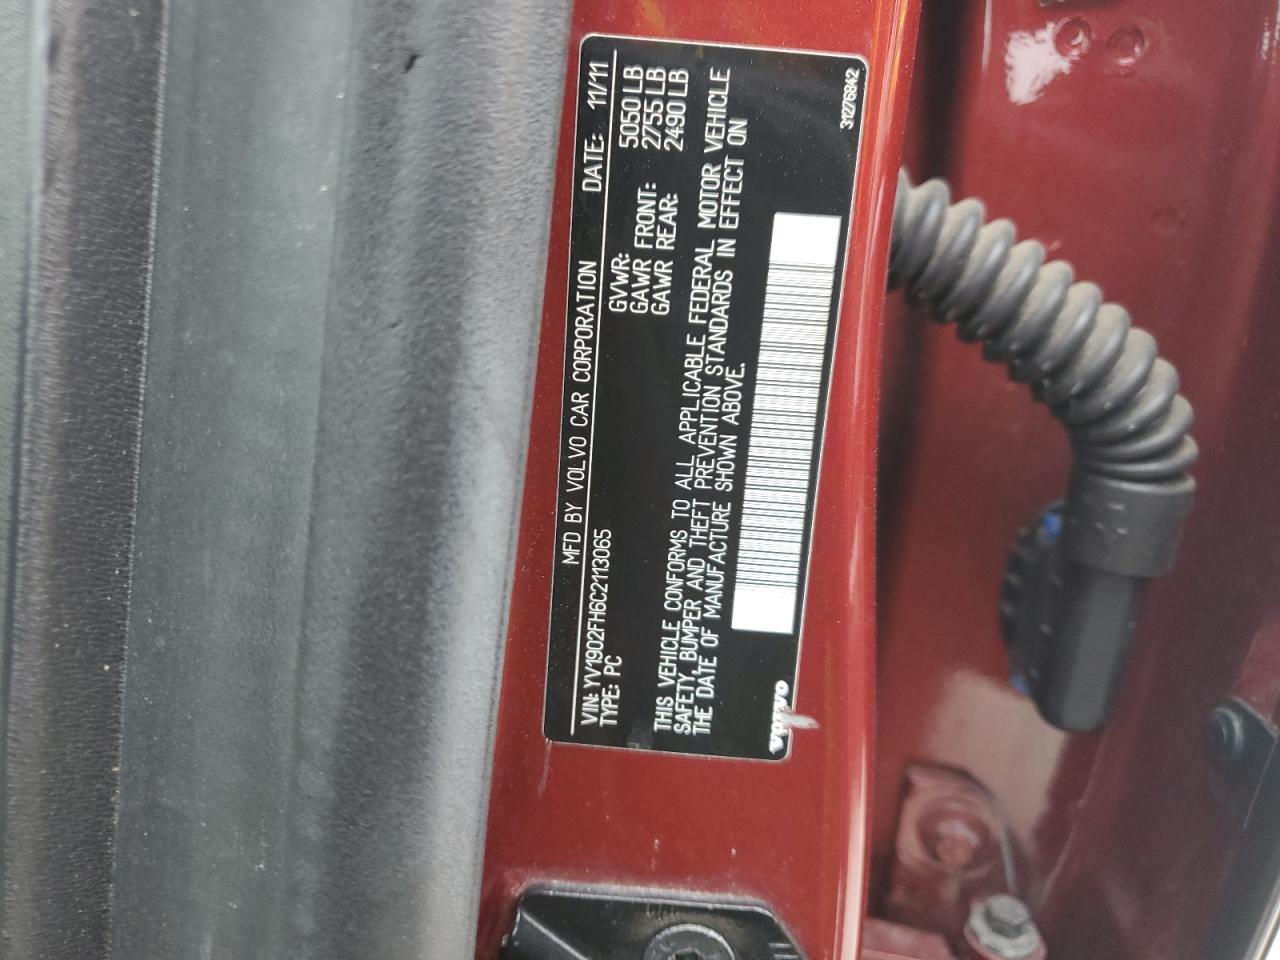 MFD BY VOLVO CAR CORPORATION DATE: 11/11
VIN: YV1902FH6C2113065
TYPE: PC
GVWR: 5050 LB
GAWR FRONT: 2755 LB
GAWR REAR: 2490 LB
THIS VEHICLE CONFORMS TO ALL APPLICABLE FEDERAL MOTOR VEHICLE
SAFETY, BUMPER AND THEFT PREVENTION STANDARDS IN EFFECT ON
THE DATE OF MANUFACTURE SHOWN ABOVE.
VOLVO
31276842